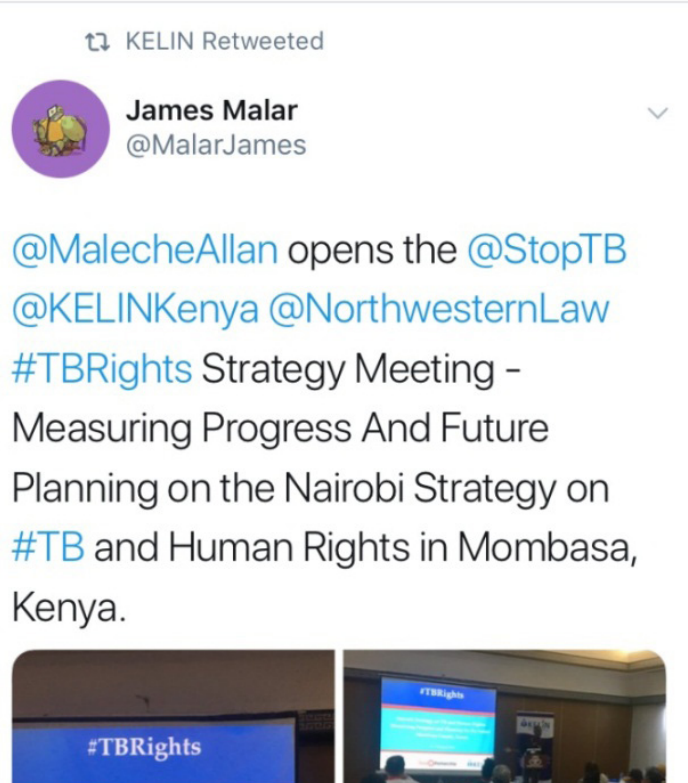 KELIN Retweeted
James Malar
@MalarJames
@MalecheAllan opens the @StopTB
@KELINKenya @NorthwesternLaw
#TBRights Strategy Meeting -
Measuring Progress And Future
Planning on the Nairobi Strategy on
#TB and Human Rights in Mombasa,
Kenya.
#TBRights
#TBRights
KELIN